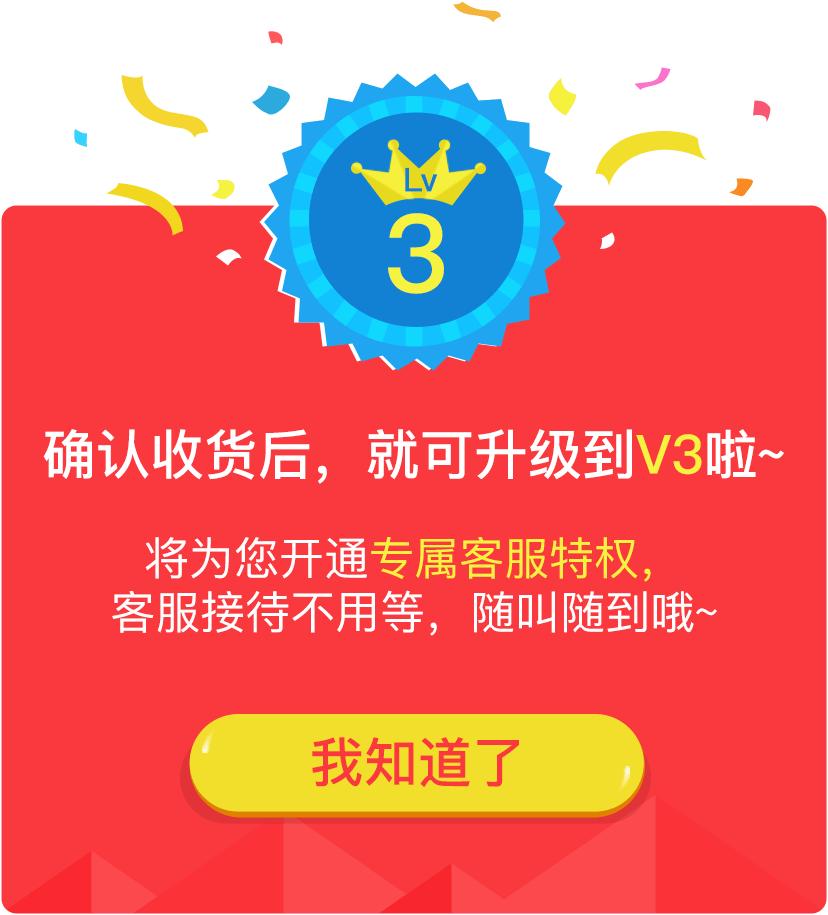 Lv
3
确认收货后，就可升级到V3啦~
将为您开通专属客服特权，
客服接待不用等，随叫随到哦~
我知道了